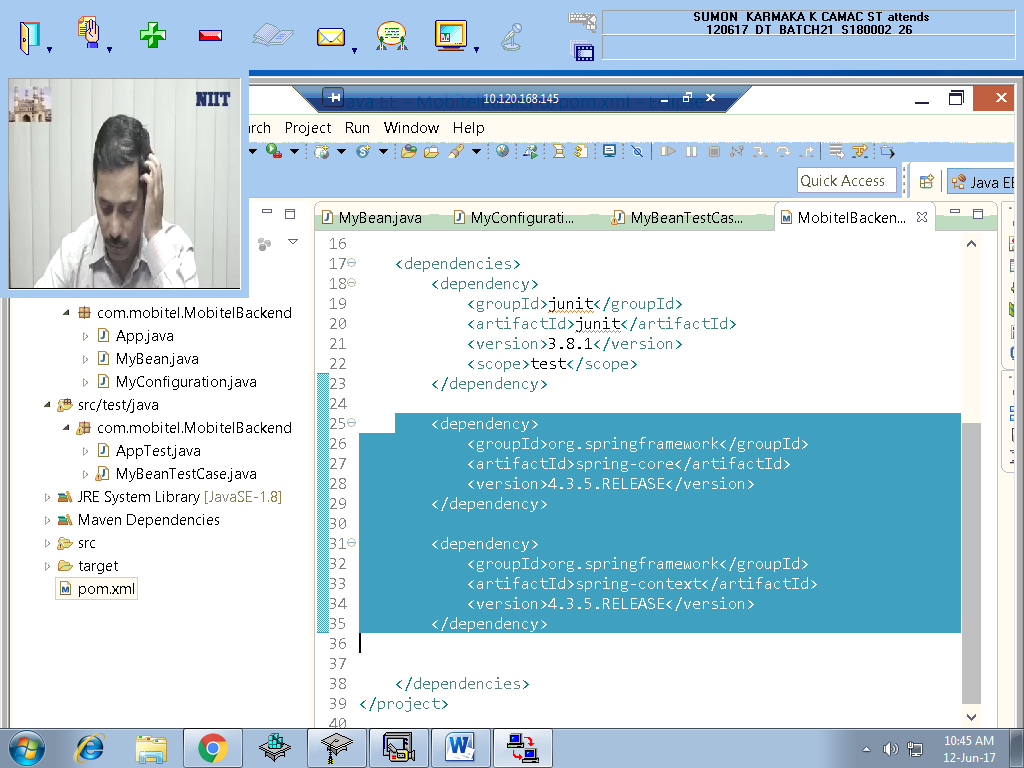 SUMON KARMAKA K CAMAC ST attends
120617_DT_BATCH21_S180002_26
NIIT
10.120.168.145
Project Run Window Help
Quick Access
Java EE
MyBean.java
MyConfigurati...
MyBeanTestCas...
MobitelBacken...
com.mobitel.MobitelBackend
App.java
MyBean.java
MyConfiguration.java
src/test/java
com.mobitel.MobitelBackend
AppTest.java
MyBeanTestCase.java
JRE System Library [JavaSE-1.8]
Maven Dependencies
src
target
pom.xml
16
17 <dependencies>
18 <dependency>
19 <groupId>junit</groupId>
20 <artifactId>junit</artifactId>
21 <version>3.8.1</version>
22 <scope>test</scope>
23 </dependency>
24
25 <dependency>
26 <groupId>org.springframework</groupId>
27 <artifactId>spring-core</artifactId>
28 <version>4.3.5.RELEASE</version>
29 </dependency>
30
31 <dependency>
32 <groupId>org.springframework</groupId>
33 <artifactId>spring-context</artifactId>
34 <version>4.3.5.RELEASE</version>
35 </dependency>
36
37
38 </dependencies>
39 </project>
40
10:45 AM
12-Jun-17